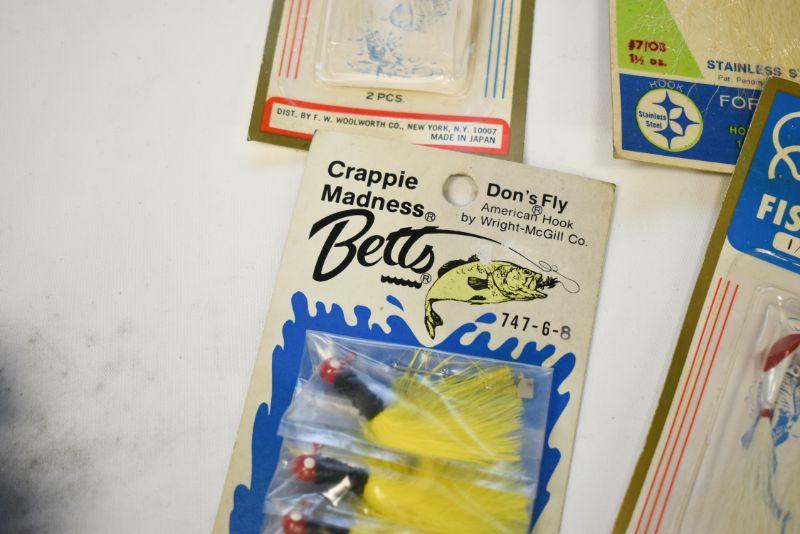 2 PCS.
DIST. BY F. W. WOOLWORTH CO., NEW YORK, N.Y. 10007
MADE IN JAPAN
#7/0B
1½ oz.
STAINLESS
Pat.
HOOK
Stainless
Steel
FOR
FIS
Crappie
Madness®
Don's Fly®
American Hook
by Wright-McGill Co.
Betts®
747-6-8